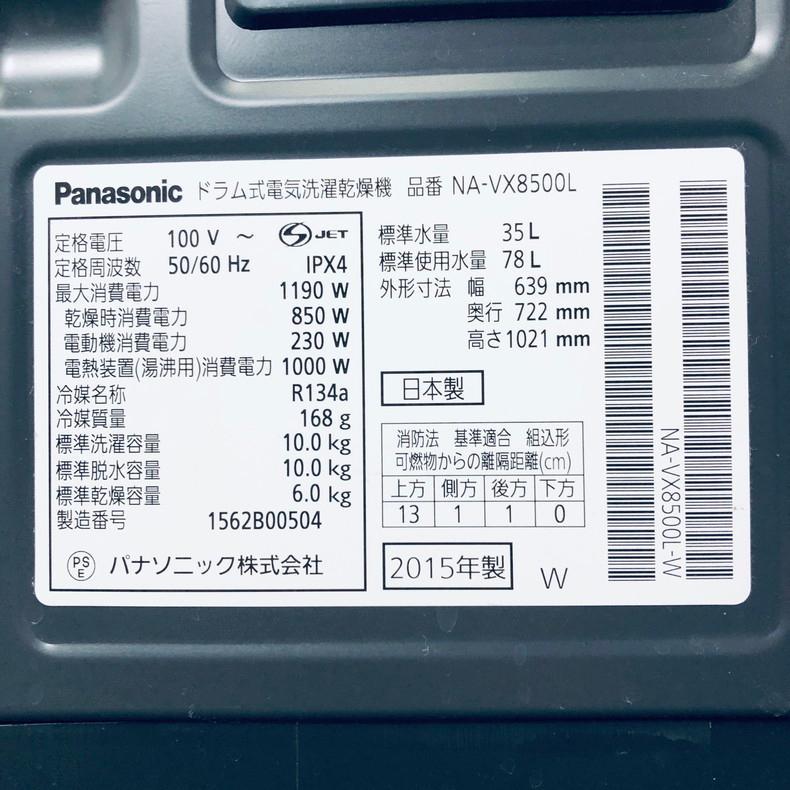 Panasonic ドラム式電気洗濯乾燥機 品番 NA-VX8500L
定格電圧 100 V ~ S JET
定格周波数 50/60 Hz IPX4
最大消費電力 1190 W
乾燥時消費電力 850 W
電動機消費電力 230 W
電熱装置(湯沸用)消費電力 1000 W
冷媒名称 R134a
冷媒質量 168 g
標準洗濯容量 10.0 kg
標準脱水容量 10.0 kg
標準乾燥容量 6.0 kg
製造番号 1562B00504
PS E パナソニック株式会社
標準水量 35 L
標準使用水量 78 L
外形寸法 幅 639 mm
奥行 722 mm
高さ 1021 mm
日本製
消防法 基準適合 組込形
可燃物からの離隔距離(cm)
上方 側方 後方 下方
13 1 1 0
2015年製 W
NA-VX8500L-W